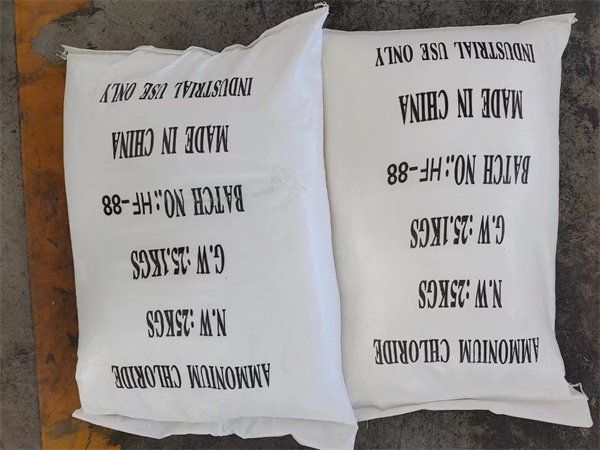 AMMONIUM CHLORIDE
N.W:25KGS
G.W:25.1KGS
BATCH NO.:HF-88
MADE IN CHINA
INDUSTRIAL USE ONLY
AMMONIUM CHLORIDE
N.W:25KGS
G.W:25.1KGS
BATCH NO.:HF-88
MADE IN CHINA
INDUSTRIAL USE ONLY